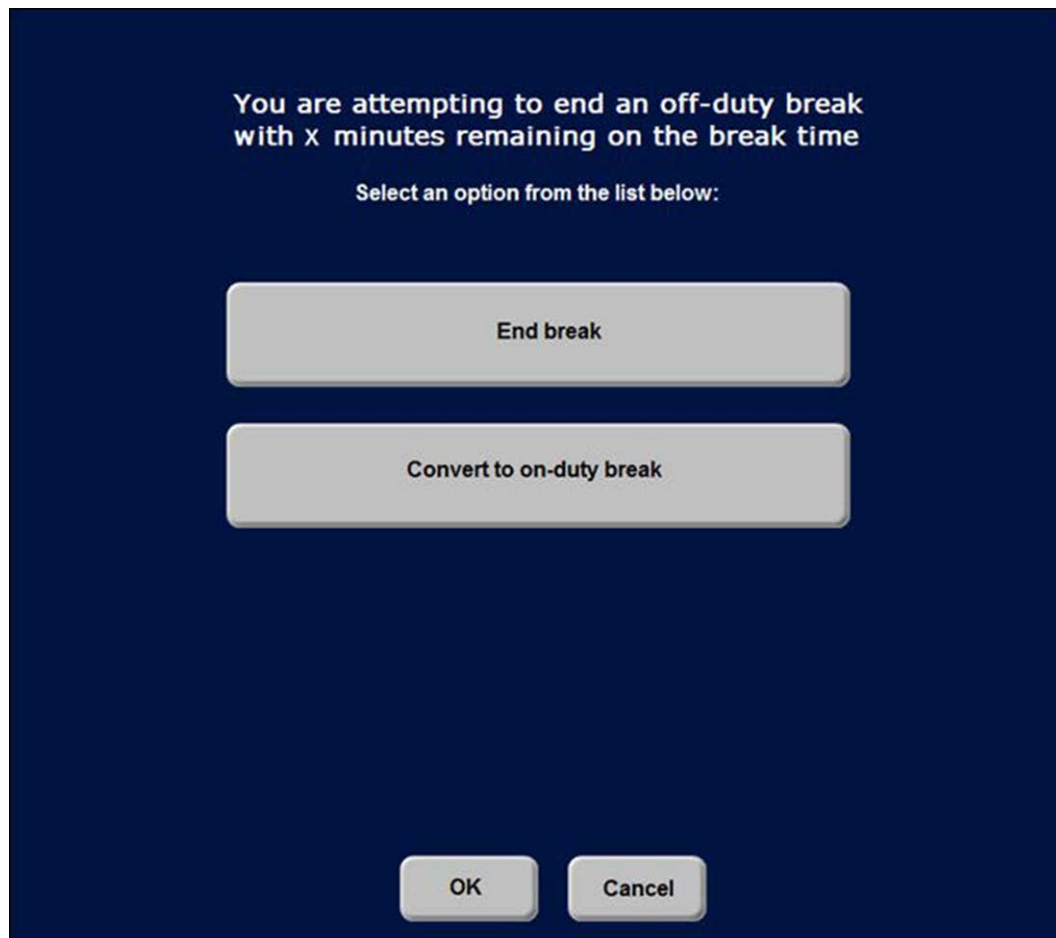 You are attempting to end an off-duty break
with X minutes remaining on the break time
Select an option from the list below:
End break
Convert to on-duty break
OK
Cancel